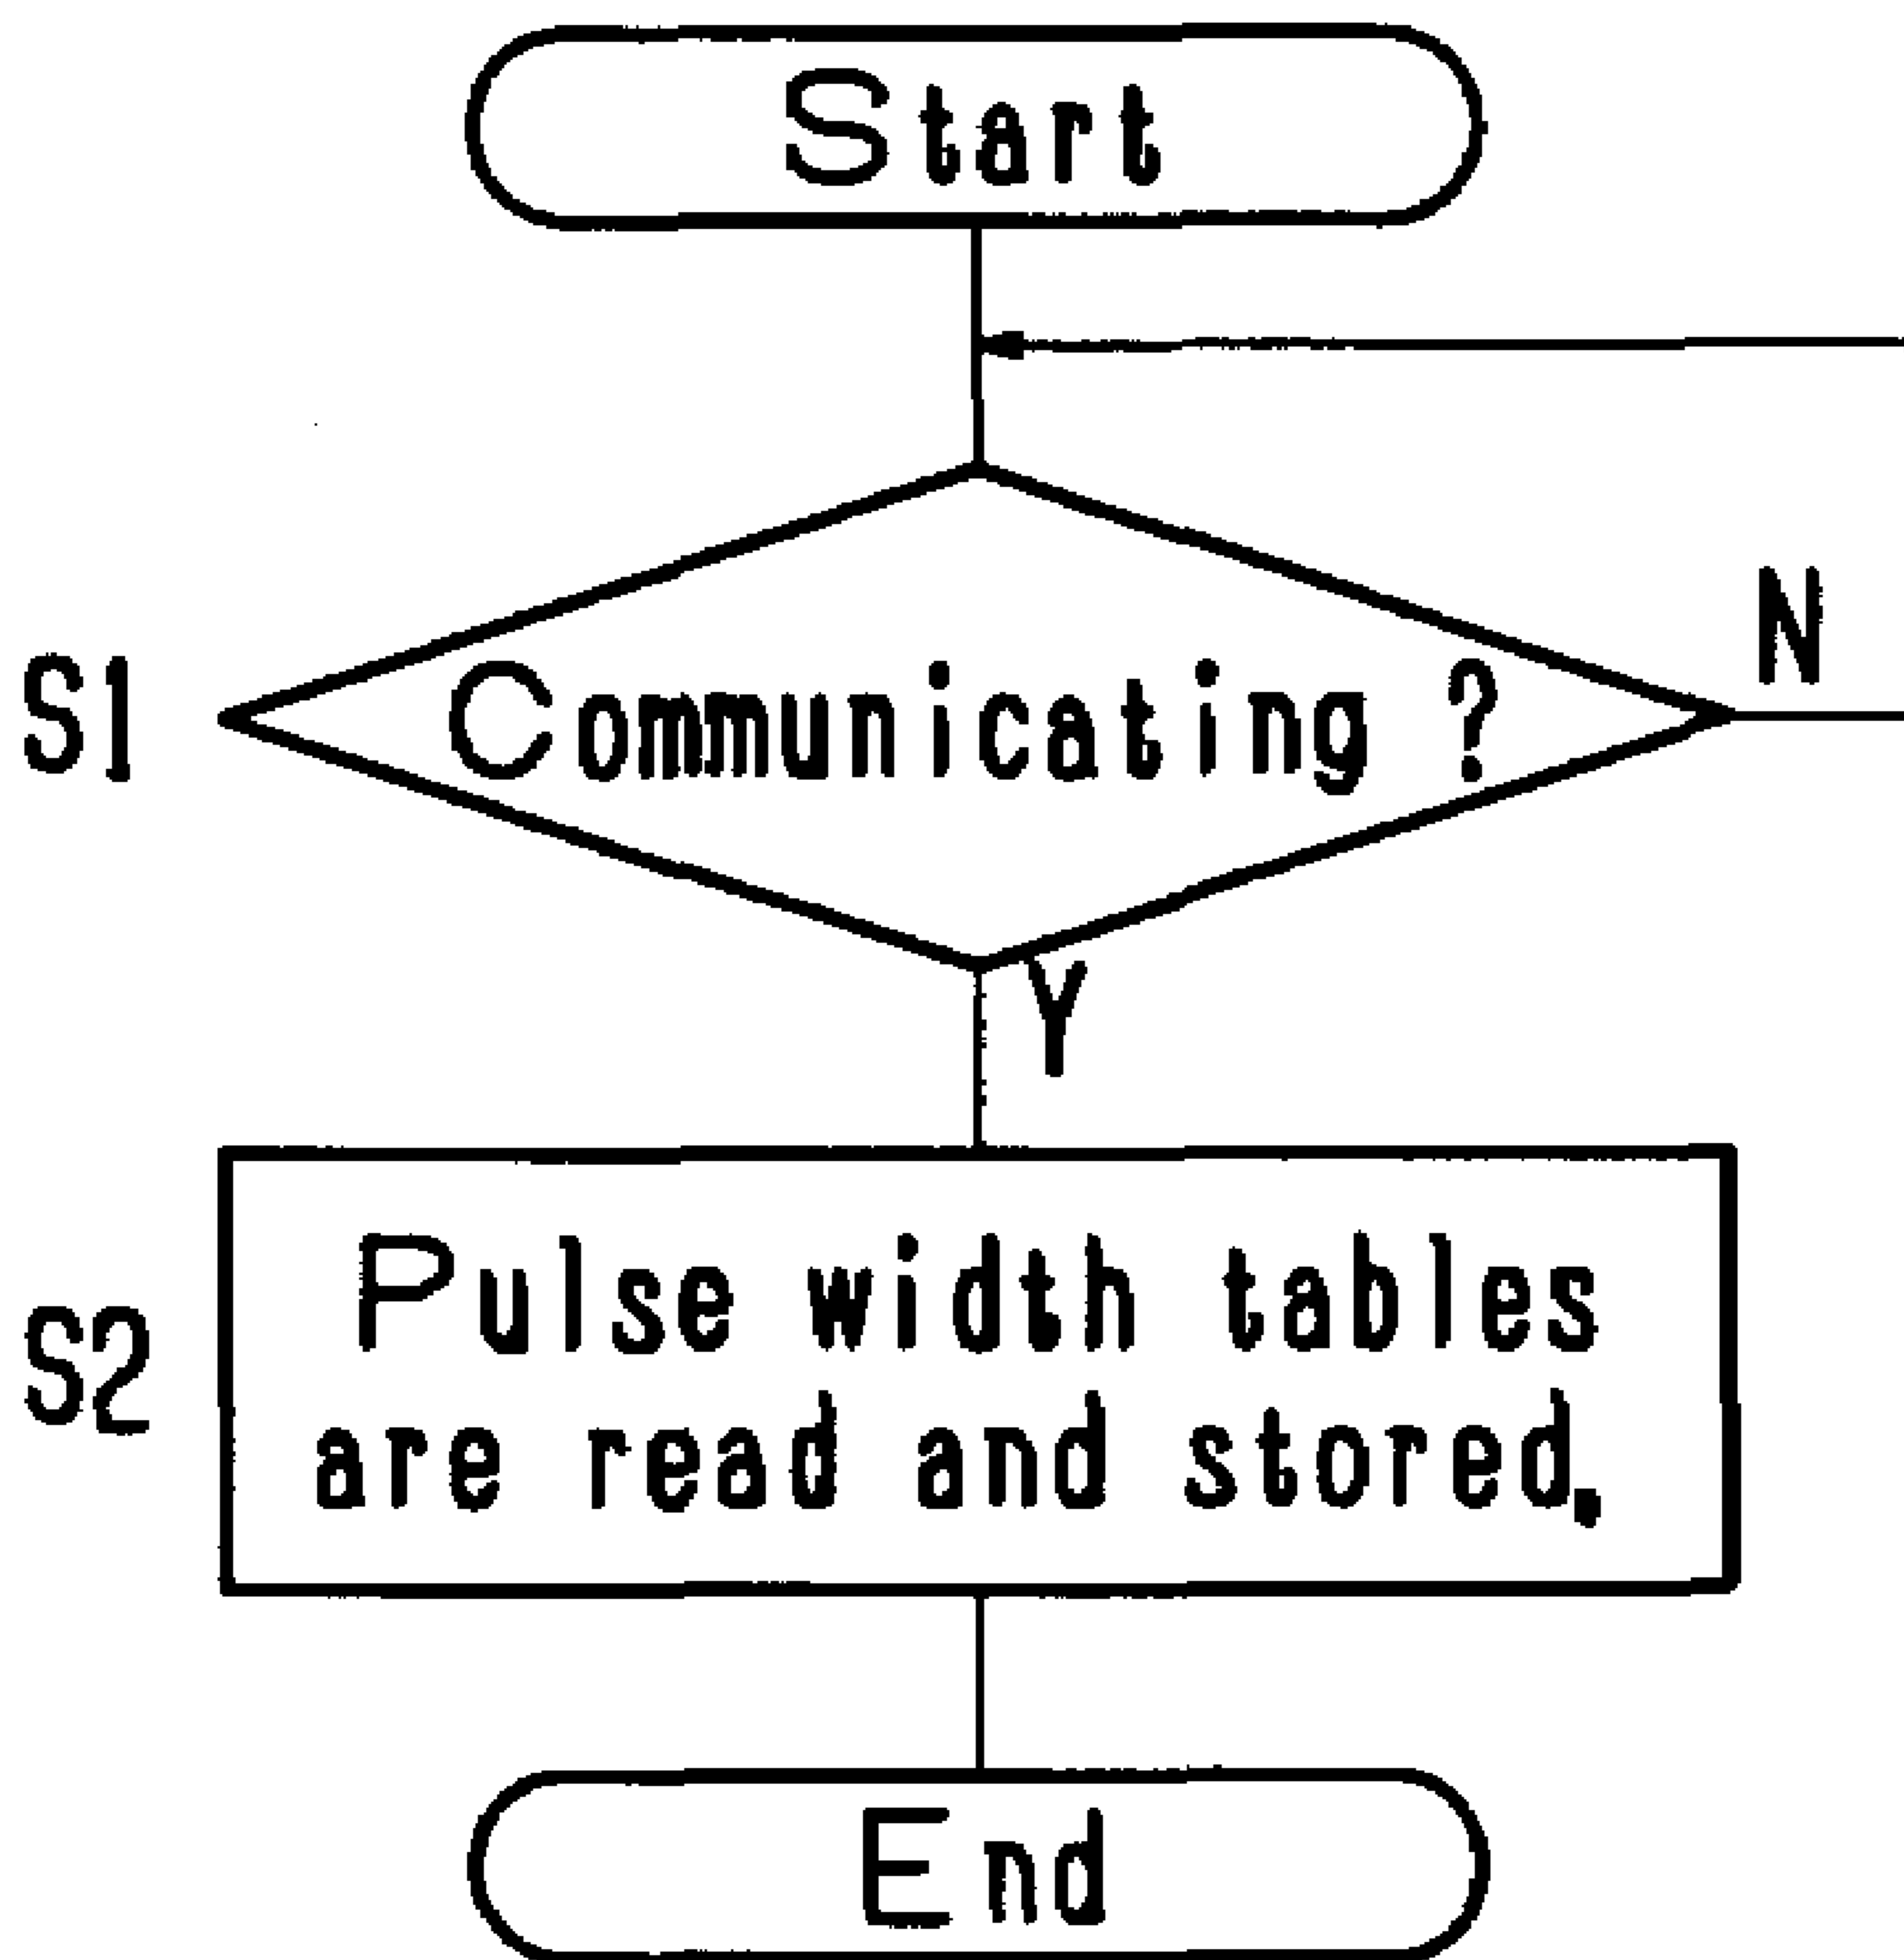 Start
N
S1
Communicating ?
Y
S2
Pulse width tables
are read and stored.
End